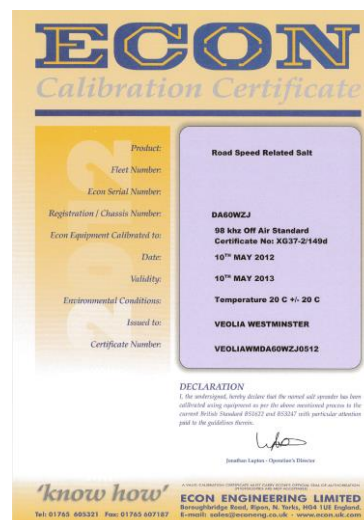 ECON
Calibration Certificate
2012
Product: Road Speed Related Salt
Fleet Number:
Econ Serial Number:
Registration / Chassis Number: DA60WZJ
Econ Equipment Calibrated to: 98 khz Off Air Standard
Certificate No: XG37-2/149d
Date: 10TH MAY 2012
Validity: 10TH MAY 2013
Environmental Conditions: Temperature 20 C +/- 20 C
Issued to: VEOLIA WESTMINSTER
Certificate Number: VEOLIAWMDA60WZJ0512
DECLARATION
I, the undersigned, hereby declare that the named salt spreader has been
calibrated using equipment as per the above mentioned process to the
current British Standard BS1622 and BS3247 with particular attention
paid to the guidelines therein.
Jonathan Lupton - Operation's Director
'know how'
ECON ENGINEERING LIMITED
Boroughbridge Road, Ripon, N. Yorks, HG4 1UE England.
Tel: 01765 605321 Fax: 01765 607187 E-mail: sales@econeng.co.uk - www.econ.uk.com